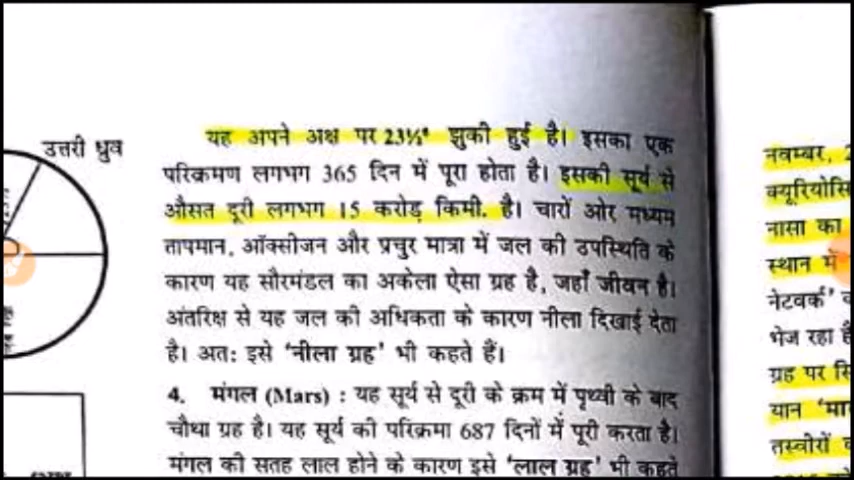 उत्तरी ध्रुव
यह अपने अक्ष पर 23½° झुकी हुई है। इसका एक
परिक्रमण लगभग 365 दिन में पूरा होता है। इसकी सूर्य से
औसत दूरी लगभग 15 करोड़ किमी. है। चारों ओर मध्यम
तापमान, ऑक्सीजन और प्रचुर मात्रा में जल की उपस्थिति के
कारण यह सौरमंडल का अकेला ऐसा ग्रह है, जहाँ जीवन है।
अंतरिक्ष से यह जल की अधिकता के कारण नीला दिखाई देता
है। अत: इसे 'नीला ग्रह' भी कहते हैं।
4. मंगल (Mars) : यह सूर्य से दूरी के क्रम में पृथ्वी के बाद
चौथा ग्रह है। यह सूर्य की परिक्रमा 687 दिनों में पूरी करता है।
मंगल की सतह लाल होने के कारण इसे 'लाल ग्रह' भी कहते
नवम्बर, 2
क्यूरियोसि
नासा का
स्थान में
नेटवर्क'
भेज रहा है
ग्रह पर
यान
तस्वीरों